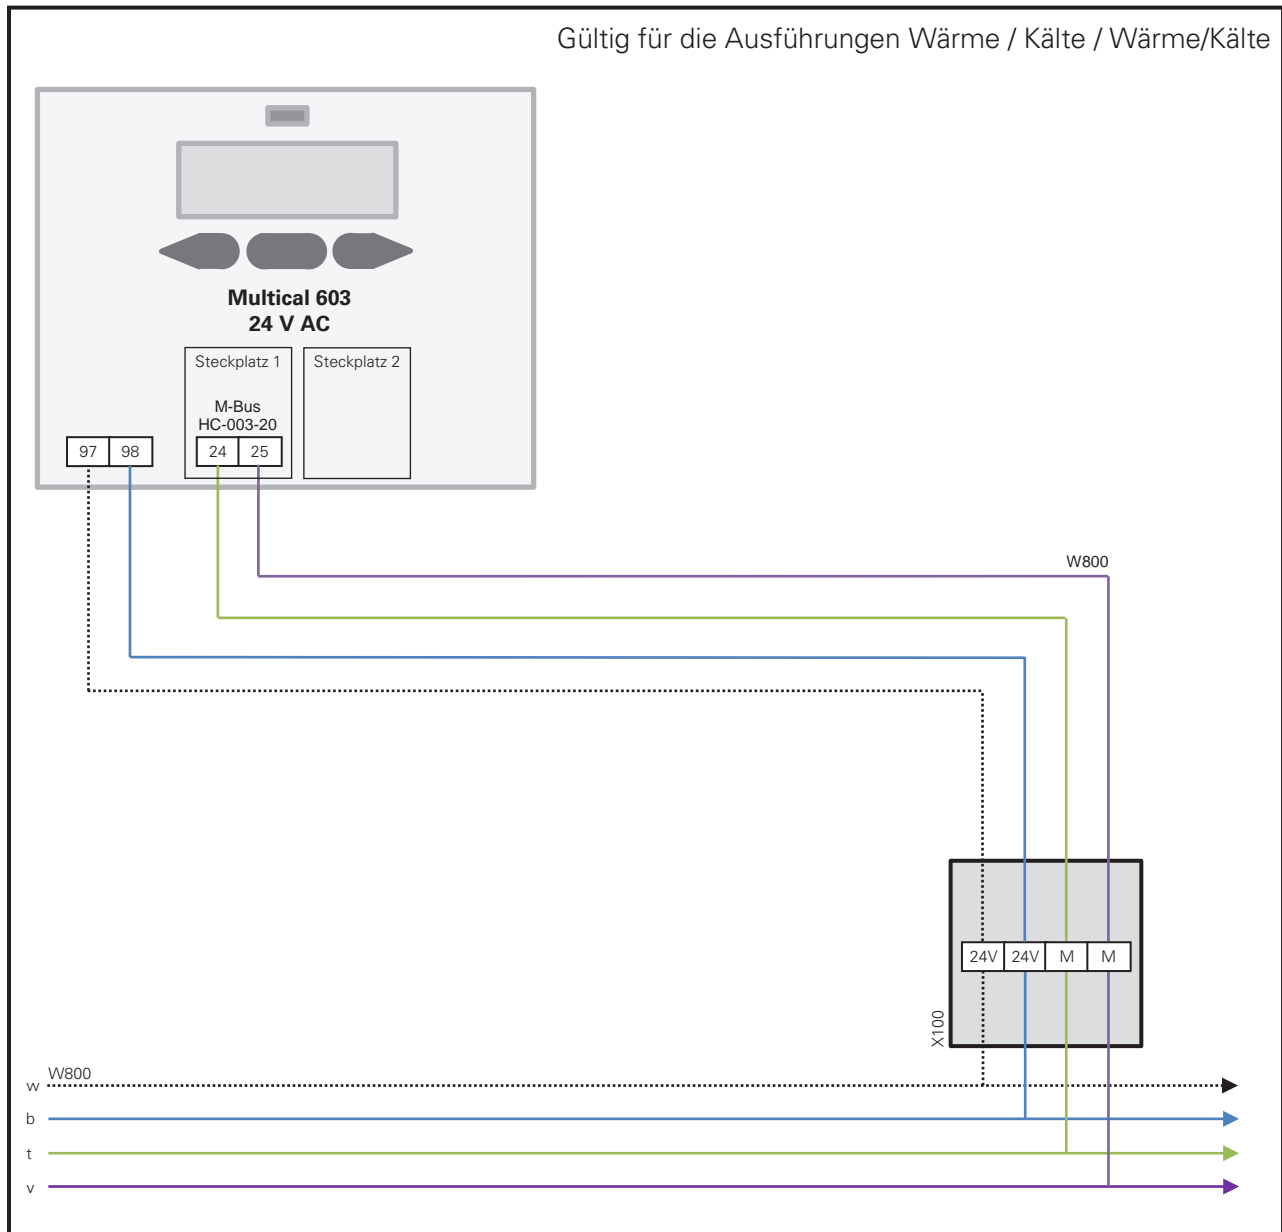 Gültig für die Ausführungen Wärme / Kälte / Wärme/Kälte
Multical 603
24 V AC
Steckplatz 1
Steckplatz 2
M-Bus
HC-003-20
97
98
24
25
W800
24V
24V
M
M
X100
W800
w
b
t
v